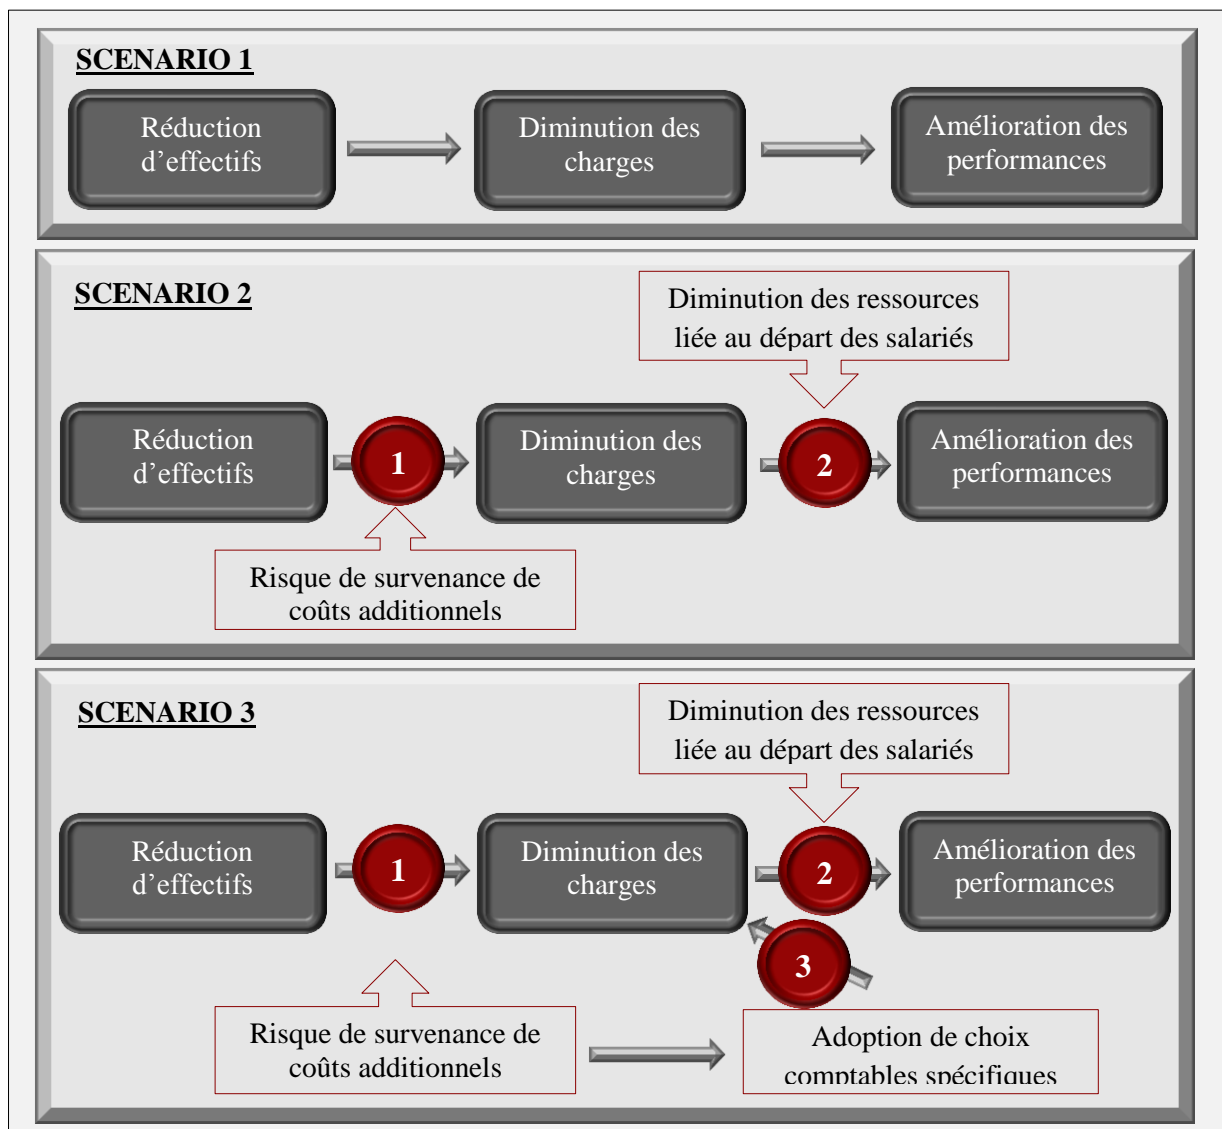 SCENARIO 1
Réduction
d’effectifs
Diminution des
charges
Amélioration des
performances
SCENARIO 2
Diminution des ressources
liée au départ des salariés
Réduction
d’effectifs
1
Diminution des
charges
2
Amélioration des
performances
Risque de survenance de
coûts additionnels
SCENARIO 3
Diminution des ressources
liée au départ des salariés
Réduction
d’effectifs
1
Diminution des
charges
2
Amélioration des
performances
3
Risque de survenance de
coûts additionnels
Adoption de choix
comptables spécifiques